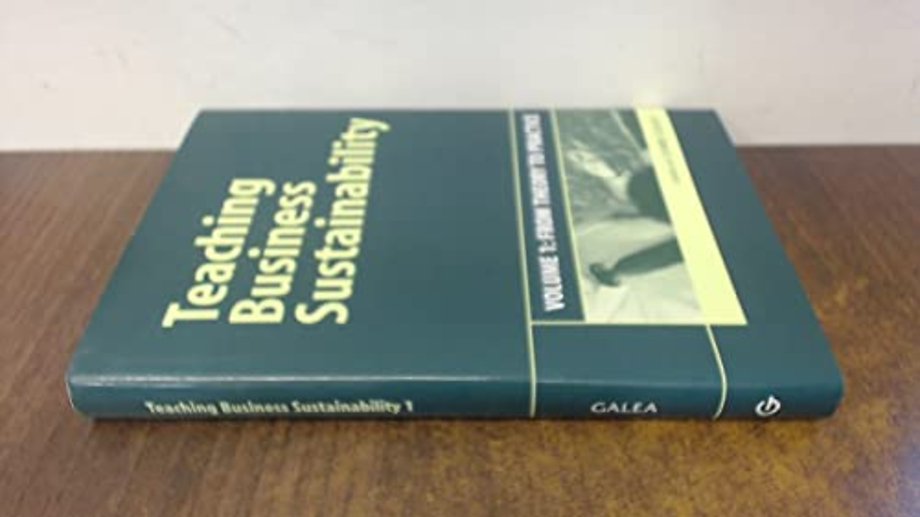 Teaching
Business
Sustainability
VOLUME 1: FROM THEORY TO PRACTICE
Teaching Business Sustainability 1
GALEA